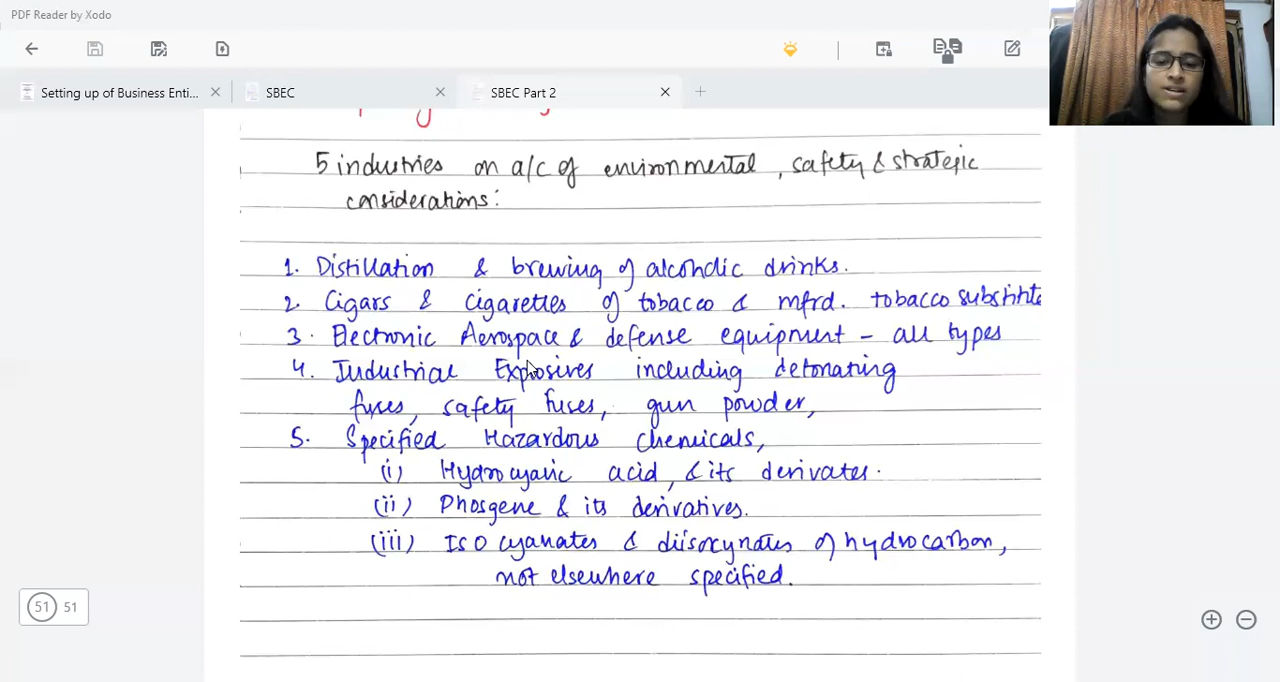 PDF Reader by Xodo
Setting up of Business Enti...
SBEC
SBEC Part 2
5 industries on a/c of environmental, safety & strategic
considerations:
1. Distillation & brewing of alcoholic drinks.
2. Cigars & cigarettes of tobacco & mfrd. tobacco substitute
3. Electronic Aerospace & defense equipment - all types
4. Industrial Explosives including detonating
fuses, safety fuses, gun powder,
5. Specified Hazardous chemicals,
(i) Hydrocyanic acid, & its derivates.
(ii) Phosgene & its derivatives.
(iii) Isocyanates & diisocynates of hydrocarbon,
not elsewhere specified.
51 51